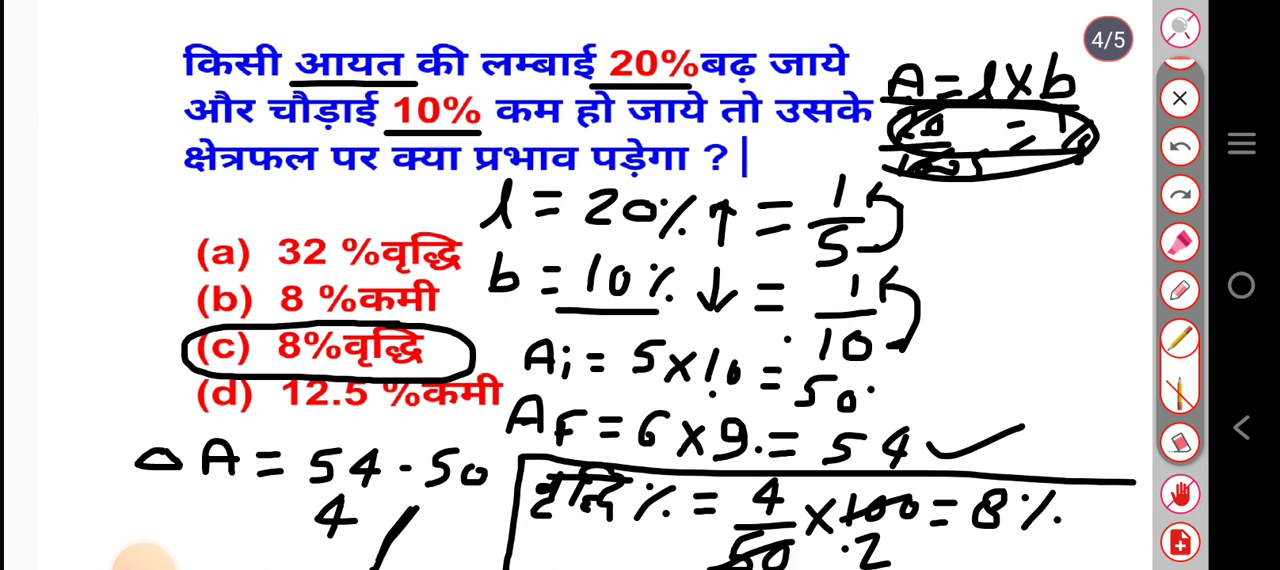 4/5
किसी आयत की लम्बाई 20%बढ़ जाये
और चौड़ाई 10% कम हो जाये तो उसके
क्षेत्रफल पर क्या प्रभाव पड़ेगा ?|
A = l x b
20
l = 20% ↑ = 1/5
(a) 32 %वृद्धि
b = 10% ↓ = 1/10
(b) 8 %कमी
(c) 8%वृद्धि
Ai = 5 x 10 = 50
(d) 12.5 %कमी
AF = 6 x 9 = 54
△A = 54 - 50
4
वृद्धि % = 4/50 x 100 = 8%
2